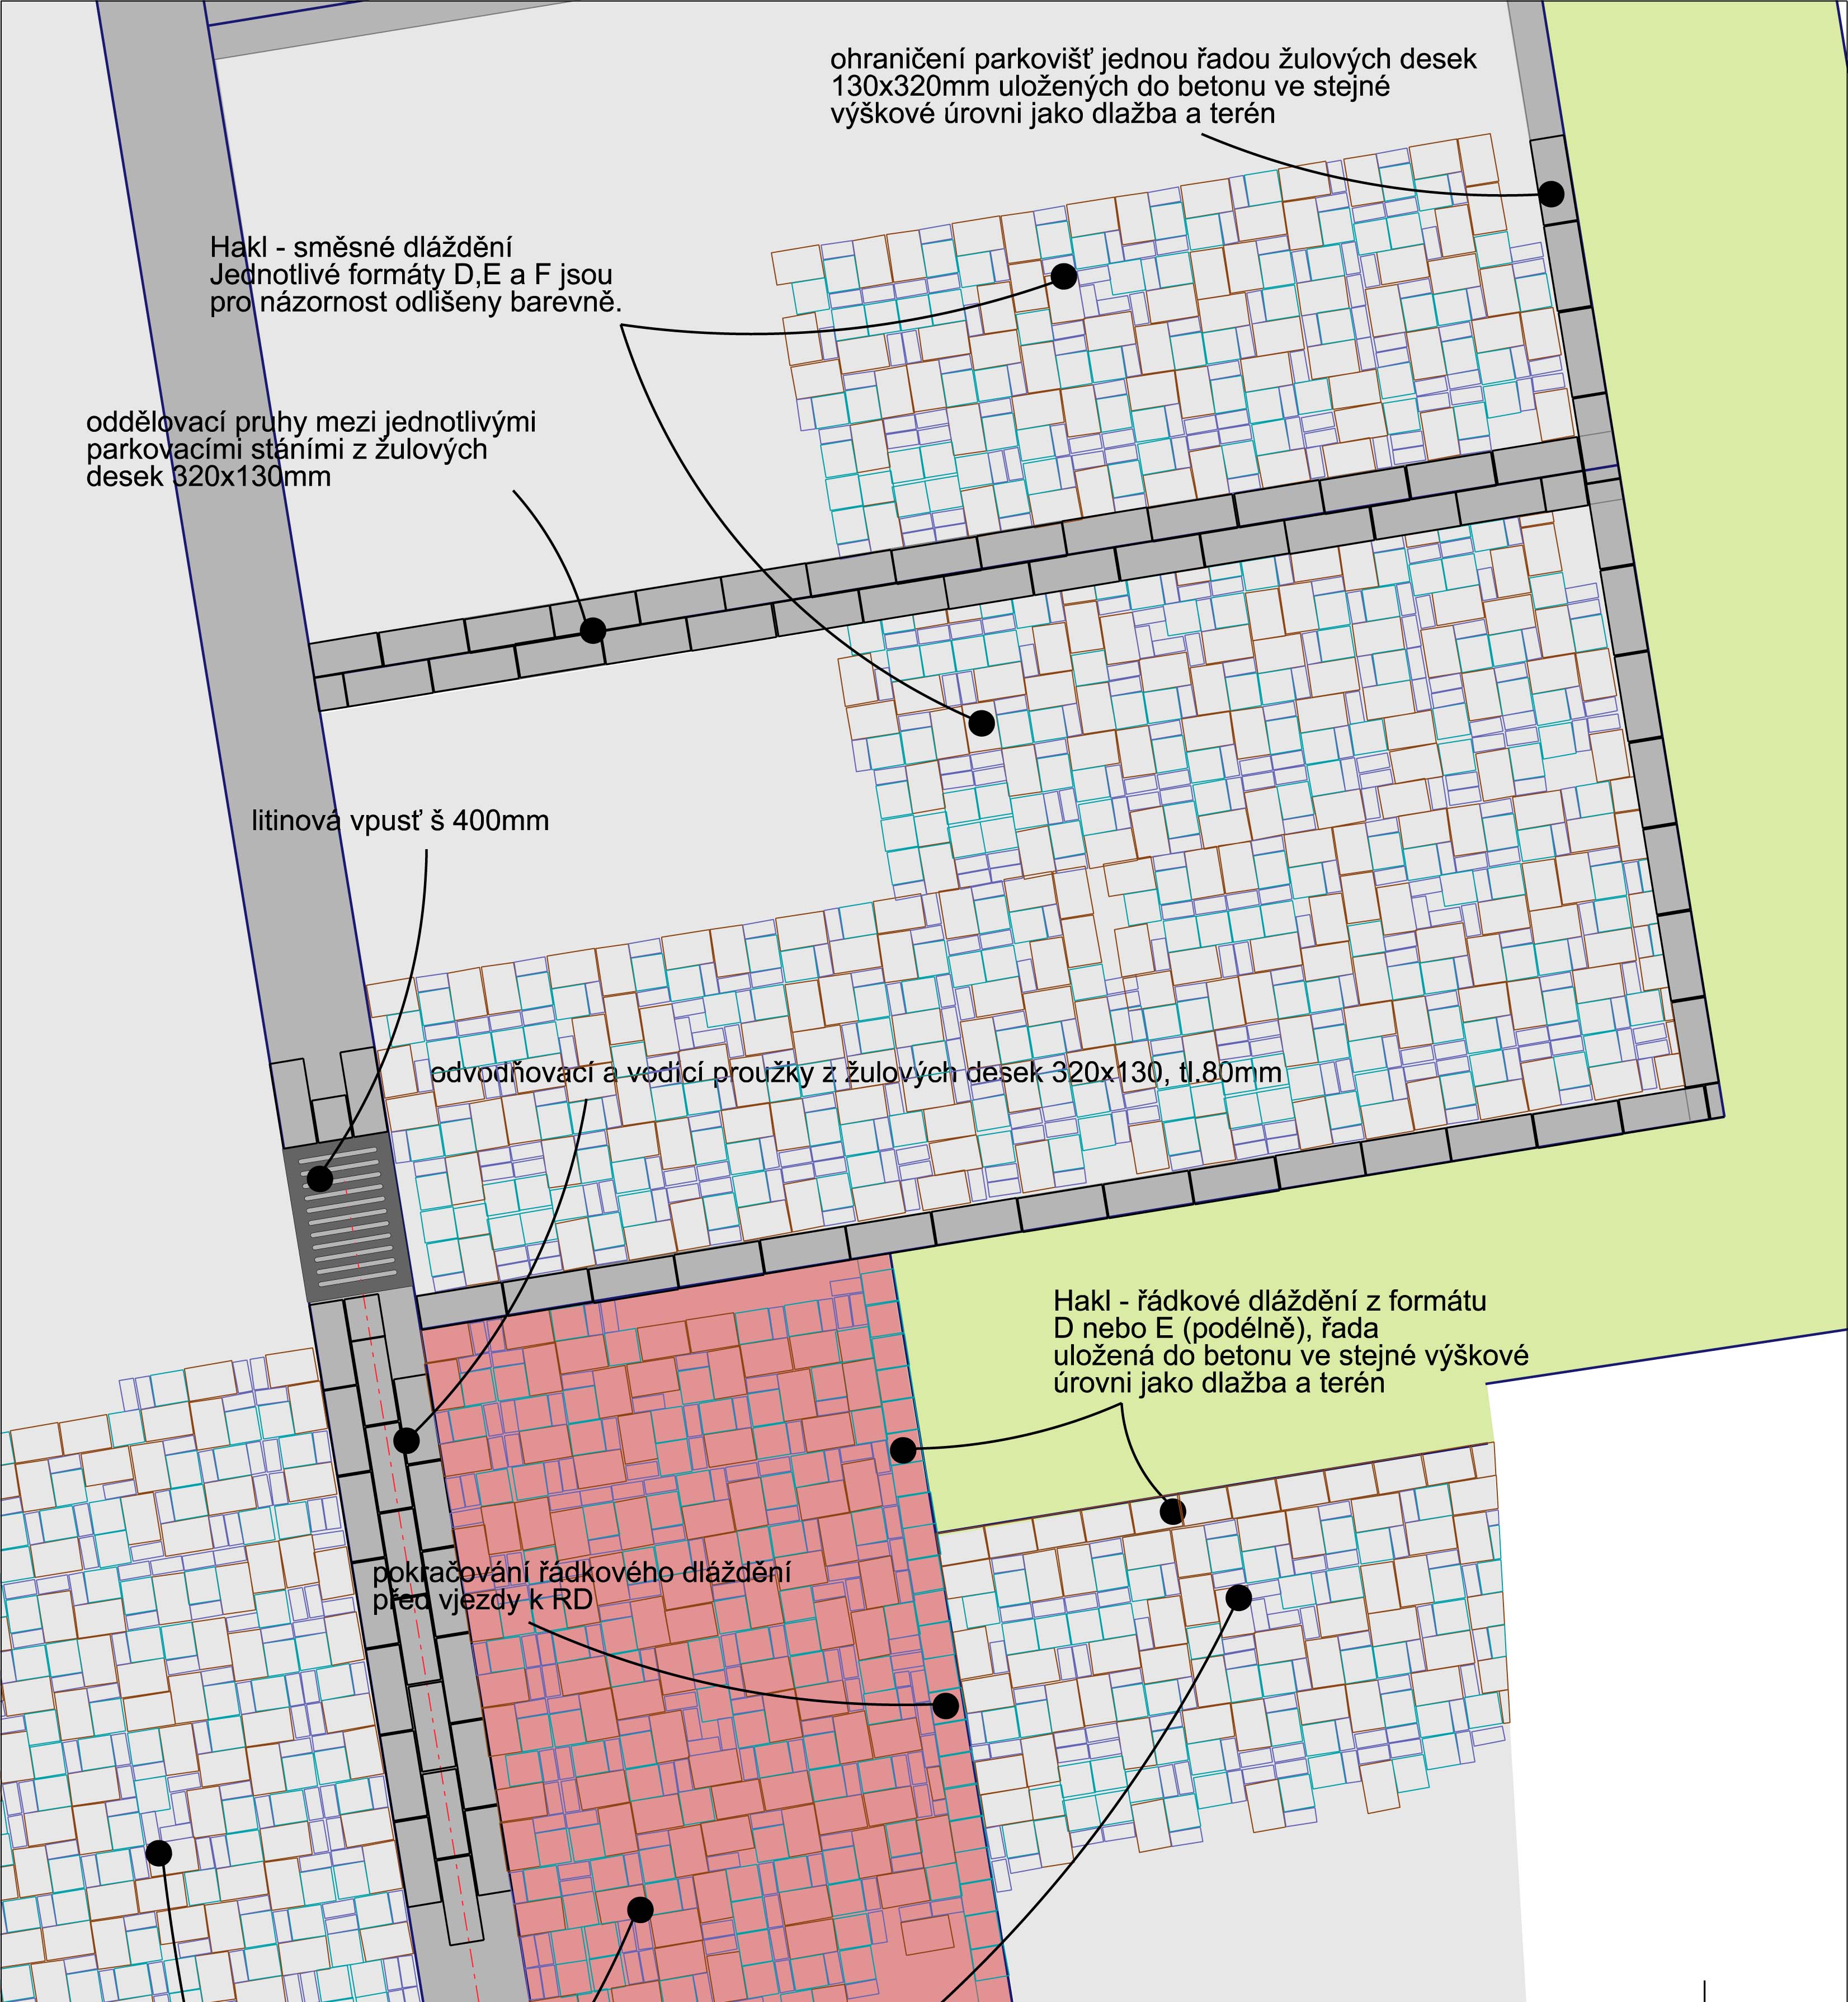 ohraničení parkovišť jednou řadou žulových desek
130x320mm uložených do betonu ve stejné
výškové úrovni jako dlažba a terén
Hakl - směsné dláždění
Jednotlivé formáty D,E a F jsou
pro názornost odlišeny barevně.
oddělovací pruhy mezi jednotlivými
parkovacími stáními z žulových
desek 320x130mm
litinová vpusť š 400mm
odvodňovací a vodící proužky z žulových desek 320x130, tl.80mm
Hakl - řádkové dláždění z formátu
D nebo E (podélně), řada
uložená do betonu ve stejné výškové
úrovni jako dlažba a terén
pokračování řádkového dláždění
před vjezdy k RD